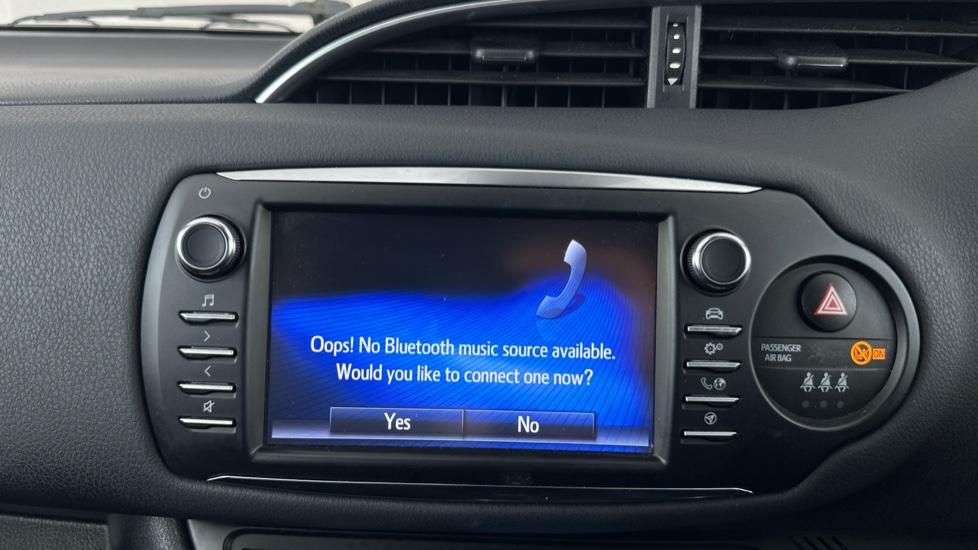 Oops! No Bluetooth music source available.
Would you like to connect one now?
Yes No
PASSENGER
AIR BAG
ON